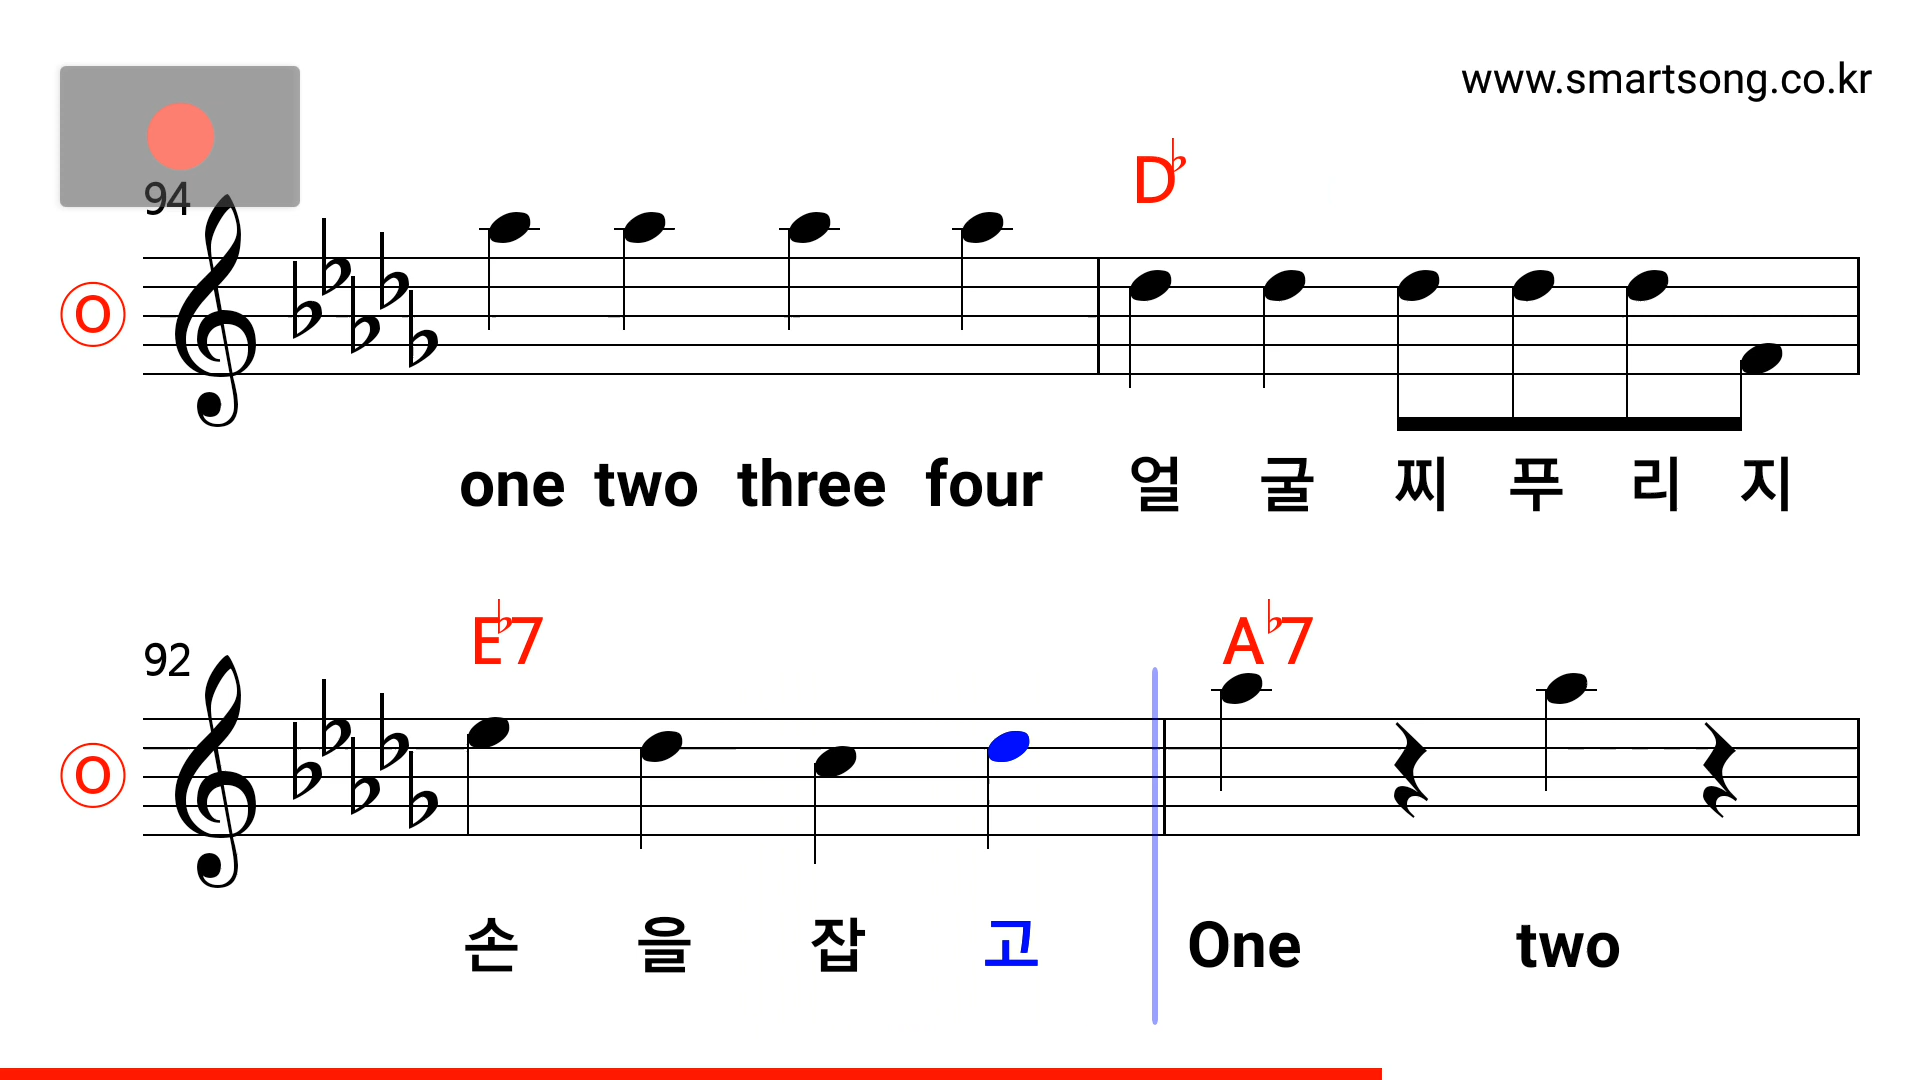 www.smartsong.co.kr
D♭
94
O
one two three four 얼 굴 찌 푸 리 지
E♭7 A♭7
92
O
손 을 잡 고 One two